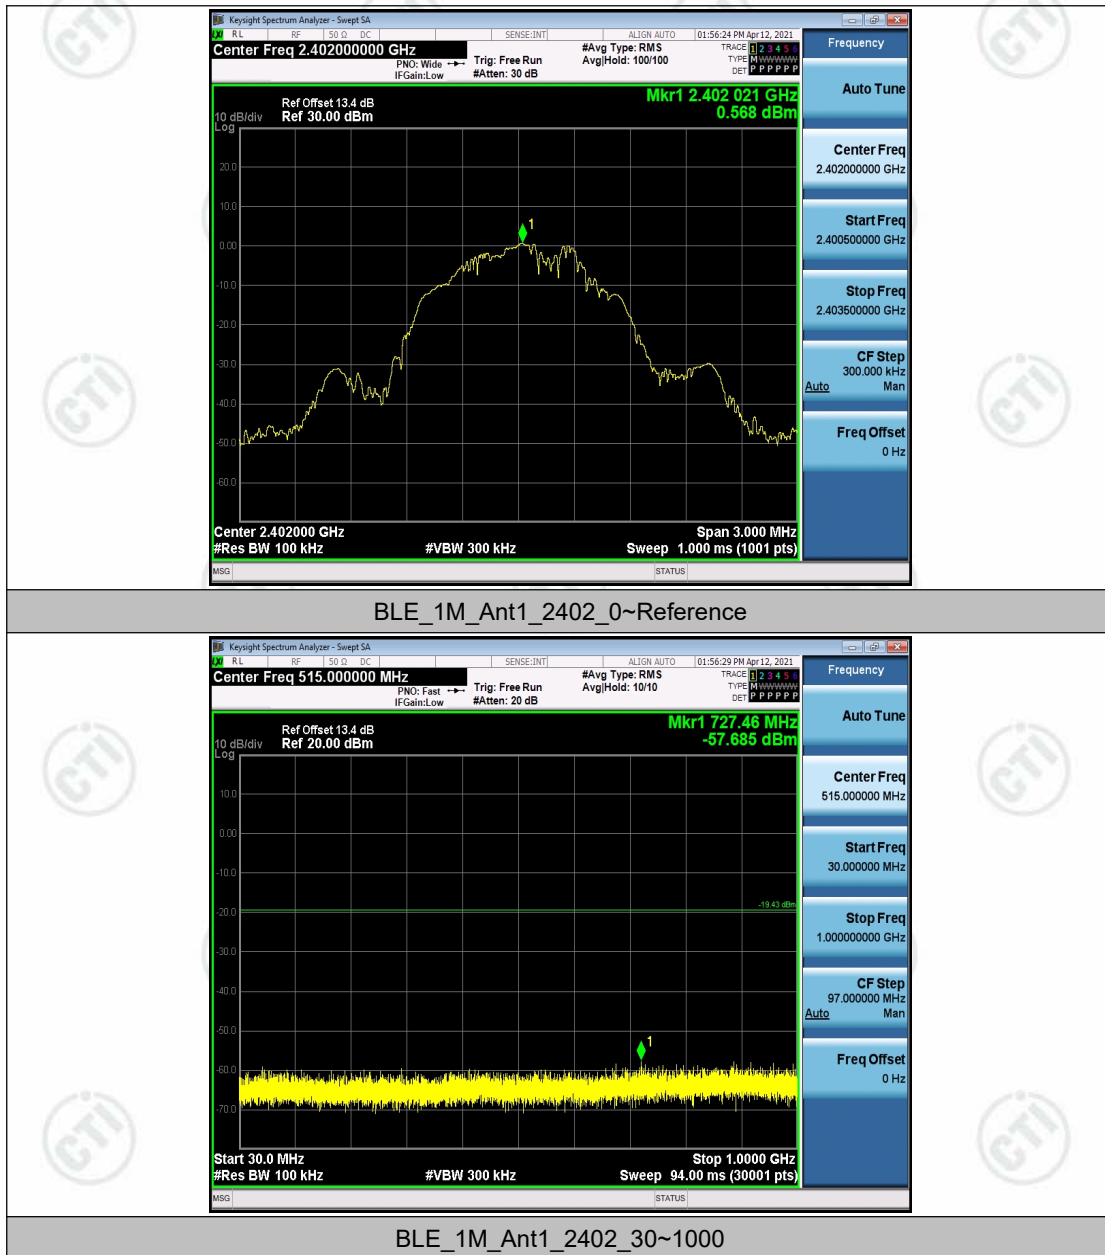 Keysight Spectrum Analyzer - Swept SA
LXI RL RF 50 Ω DC SENSE:INT ALIGN AUTO 01:56:24 PM Apr 12, 2021
Center Freq 2.402000000 GHz
PNO: Wide
IFGain:Low
Trig: Free Run
#Atten: 30 dB
#Avg Type: RMS
Avg|Hold: 100/100
TRACE 1 2 3 4 5 6
TYPE M WWWWW
DET P P P P P P
Ref Offset 13.4 dB
Ref 30.00 dBm
10 dB/div
Log
Mkr1 2.402 021 GHz
0.568 dBm
20.0
10.0
0.00
-10.0
-20.0
-30.0
-40.0
-50.0
-60.0
1
Center 2.402000 GHz
Span 3.000 MHz
#Res BW 100 kHz
#VBW 300 kHz
Sweep 1.000 ms (1001 pts)
MSG
STATUS
Frequency
Auto Tune
Center Freq
2.402000000 GHz
Start Freq
2.400500000 GHz
Stop Freq
2.403500000 GHz
CF Step
300.000 kHz
Auto Man
Freq Offset
0 Hz
BLE_1M_Ant1_2402_0~Reference
Keysight Spectrum Analyzer - Swept SA
LXI RL RF 50 Ω DC SENSE:INT ALIGN AUTO 01:56:29 PM Apr 12, 2021
Center Freq 515.000000 MHz
PNO: Fast
IFGain:Low
Trig: Free Run
#Atten: 20 dB
#Avg Type: RMS
Avg|Hold: 10/10
TRACE 1 2 3 4 5 6
TYPE M WWWWW
DET P P P P P P
Ref Offset 13.4 dB
Ref 20.00 dBm
10 dB/div
Log
Mkr1 727.46 MHz
-57.685 dBm
10.0
0.00
-10.0
-20.0
-30.0
-40.0
-50.0
-60.0
-70.0
-19.43 dBm
1
Start 30.0 MHz
Stop 1.0000 GHz
#Res BW 100 kHz
#VBW 300 kHz
Sweep 94.00 ms (30001 pts)
MSG
STATUS
Frequency
Auto Tune
Center Freq
515.000000 MHz
Start Freq
30.000000 MHz
Stop Freq
1.000000000 GHz
CF Step
97.000000 MHz
Auto Man
Freq Offset
0 Hz
BLE_1M_Ant1_2402_30~1000
CTI
CTI
CTI
CTI
CTI
CTI